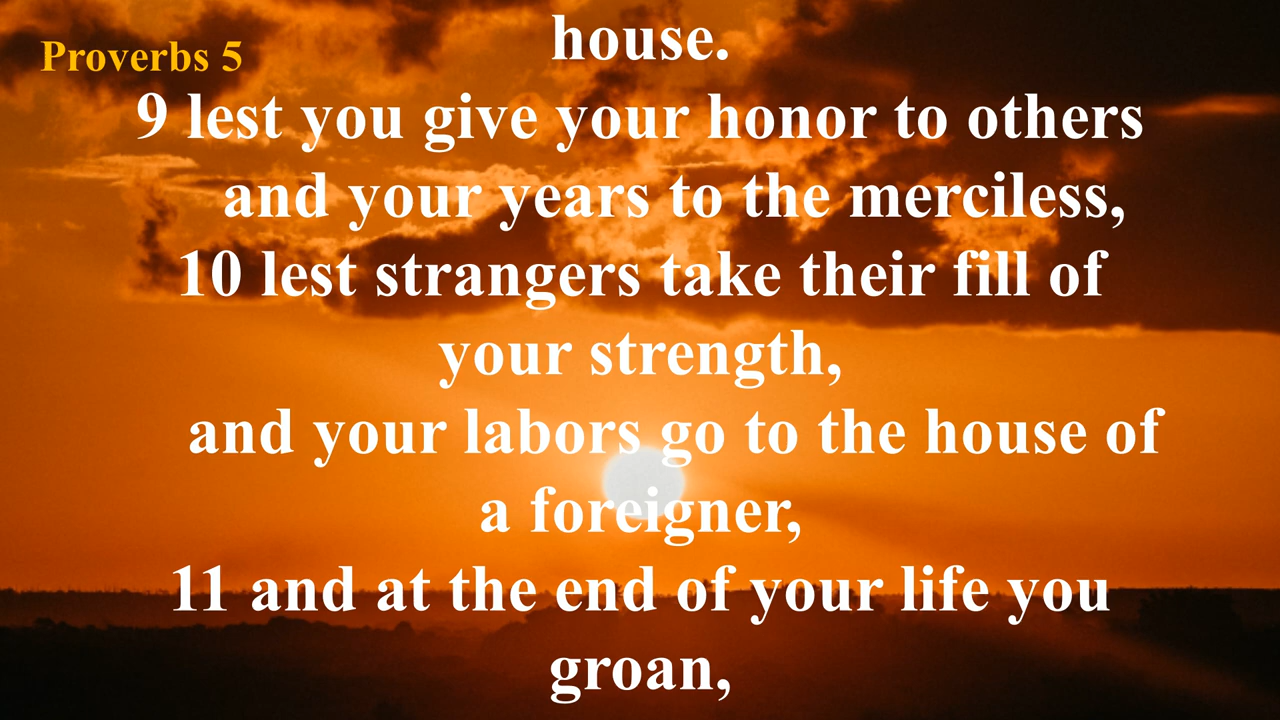 Proverbs 5
house.
9 lest you give your honor to others
and your years to the merciless,
10 lest strangers take their fill of
your strength,
and your labors go to the house of
a foreigner,
11 and at the end of your life you
groan,